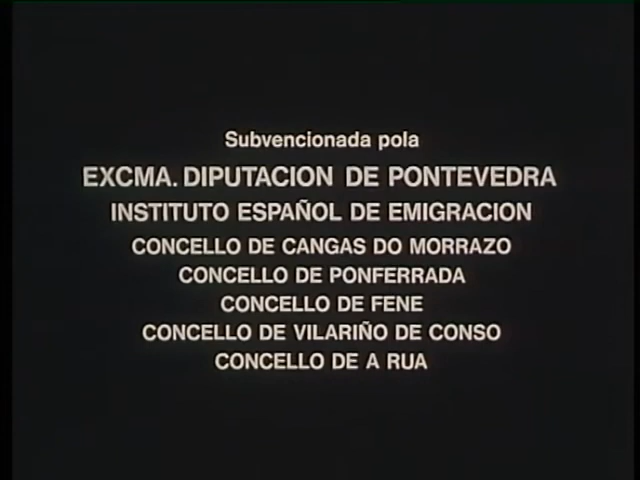 Subvencionada pola
EXCMA. DIPUTACION DE PONTEVEDRA
INSTITUTO ESPAÑOL DE EMIGRACION
CONCELLO DE CANGAS DO MORRAZO
CONCELLO DE PONFERRADA
CONCELLO DE FENE
CONCELLO DE VILARIÑO DE CONSO
CONCELLO DE A RUA